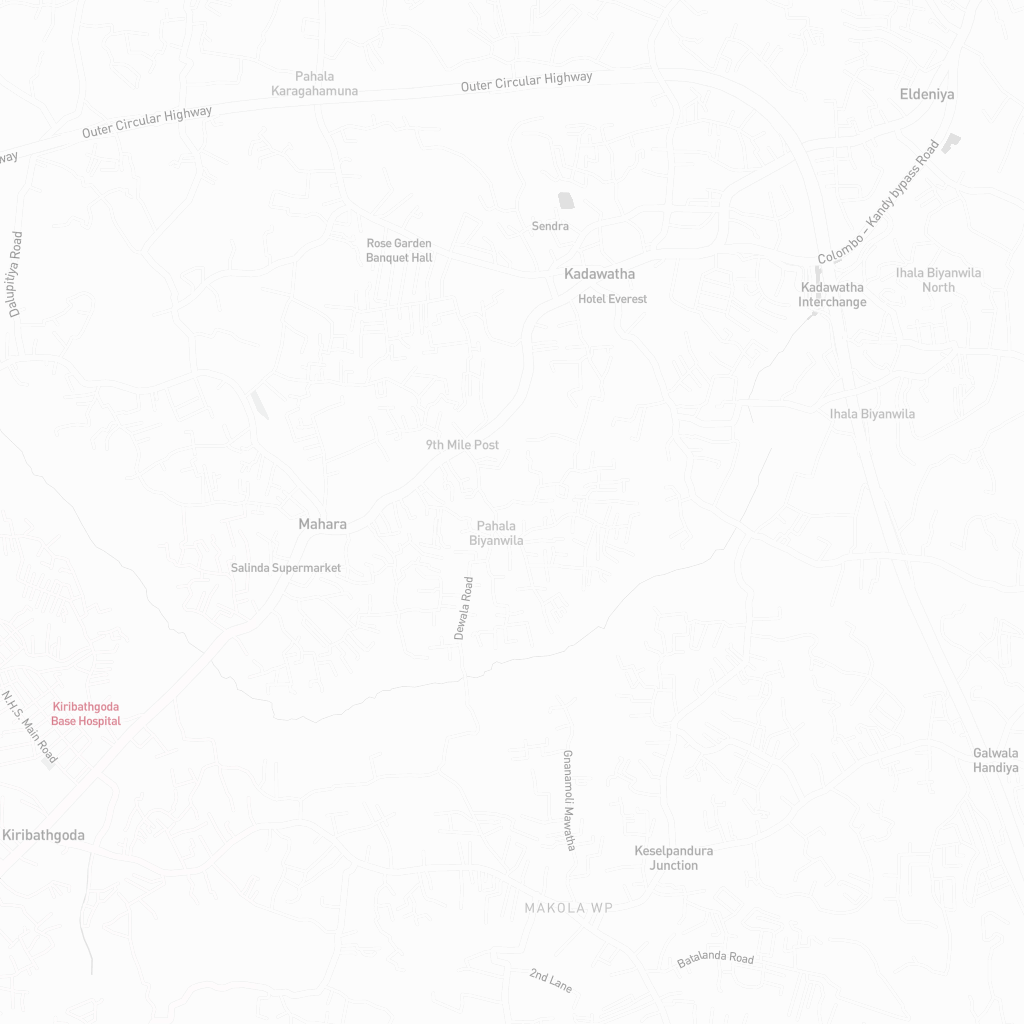 Pahala
Karagahamuna
Outer Circular Highway
Eldeniya
Outer Circular Highway
way
Colombo – Kandy bypass Road
Sendra
Rose Garden
Banquet Hall
Dalupitiya Road
Kadawatha
Ihala Biyanwila
North
Kadawatha
Interchange
Hotel Everest
Ihala Biyanwila
9th Mile Post
Mahara
Pahala
Biyanwila
Salinda Supermarket
Dewala Road
Kiribathgoda
Base Hospital
N.H.S. Main Road
Galwala
Handiya
Gnanamoli Mawatha
Kiribathgoda
Keselpandura
Junction
MAKOLA WP
Batalanda Road
2nd Lane